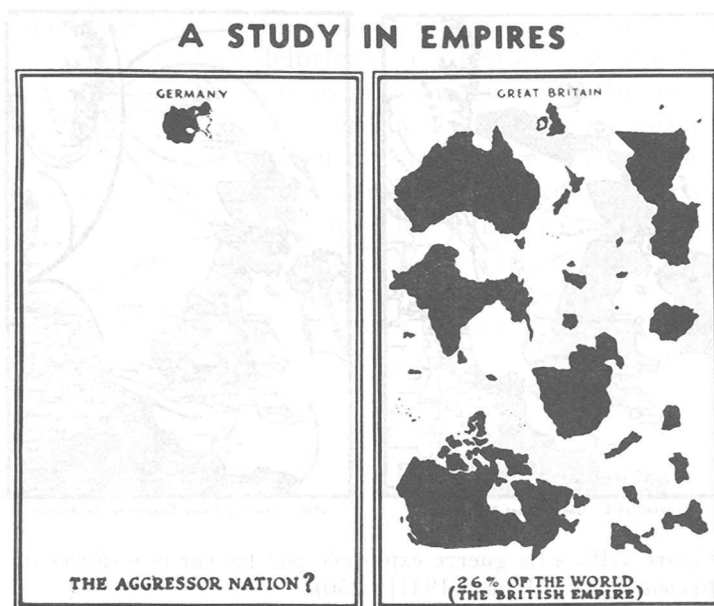 A STUDY IN EMPIRES
GERMANY
THE AGGRESSOR NATION?
GREAT BRITAIN
26% OF THE WORLD
(THE BRITISH EMPIRE)